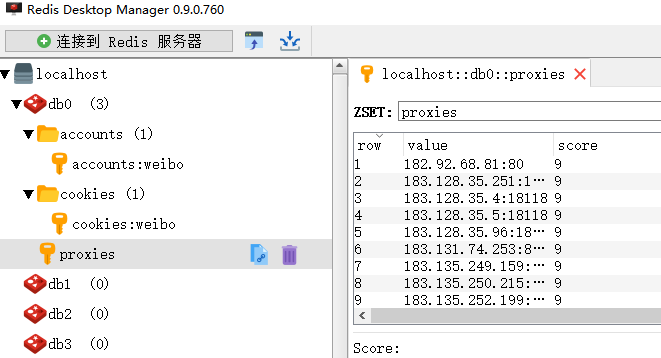 Redis Desktop Manager 0.9.0.760
连接到 Redis 服务器
localhost
db0 (3)
accounts (1)
accounts:weibo
cookies (1)
cookies:weibo
proxies
db1 (0)
db2 (0)
db3 (0)
localhost::db0::proxies
ZSET: proxies
row value score
1 182.92.68.81:80 9
2 183.128.35.251:1⋯ 9
3 183.128.35.4:18118 9
4 183.128.35.5:18118 9
5 183.128.35.96:18⋯ 9
6 183.131.74.253:8⋯ 9
7 183.135.249.159:⋯ 9
8 183.135.250.215:⋯ 9
9 183.135.252.199:⋯ 9
Score: